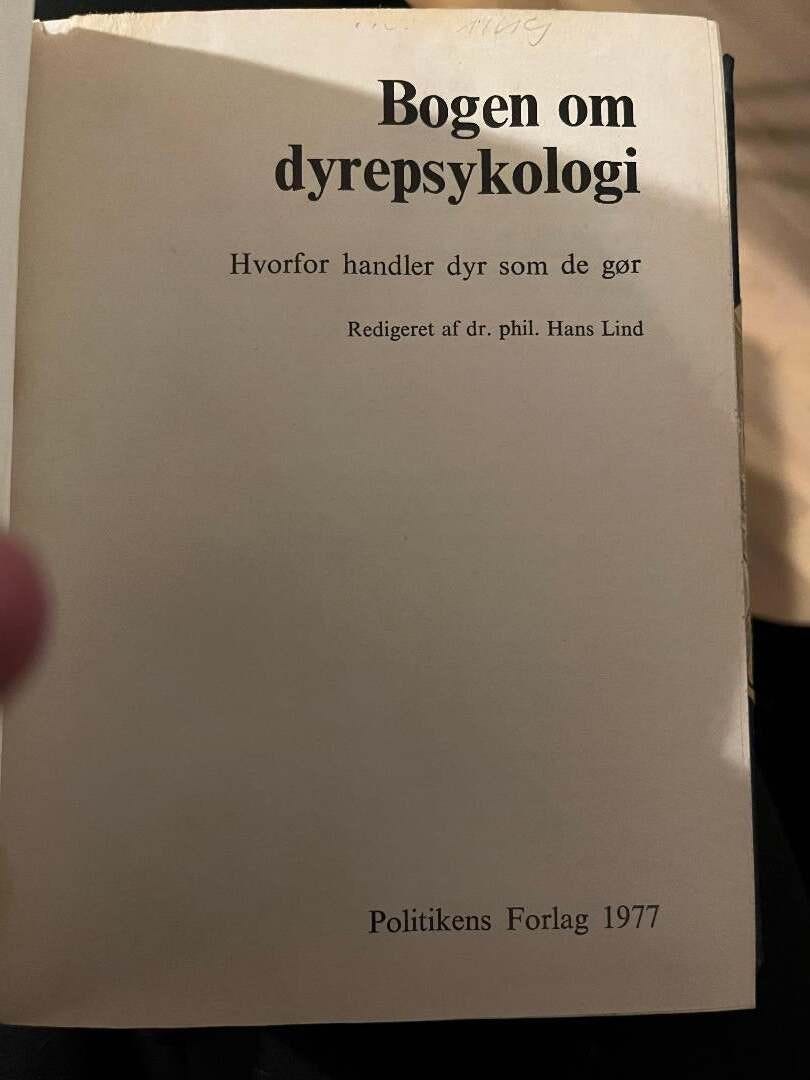 Bogen om
dyrepsykologi
Hvorfor handler dyr som de gør
Redigeret af dr. phil. Hans Lind
Politikens Forlag 1977